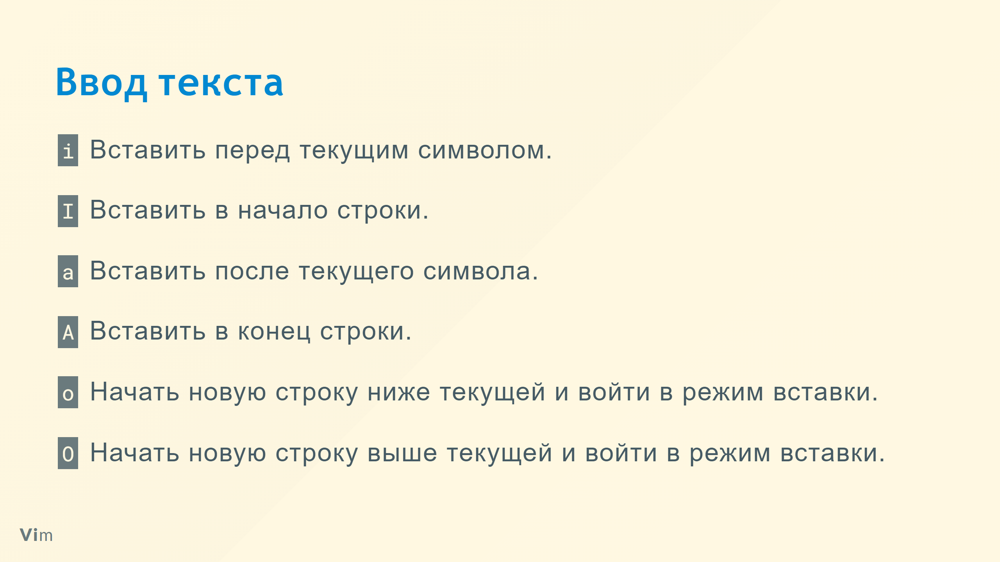 Ввод текста
i Вставить перед текущим символом.
I Вставить в начало строки.
a Вставить после текущего символа.
A Вставить в конец строки.
o Начать новую строку ниже текущей и войти в режим вставки.
O Начать новую строку выше текущей и войти в режим вставки.
Vim